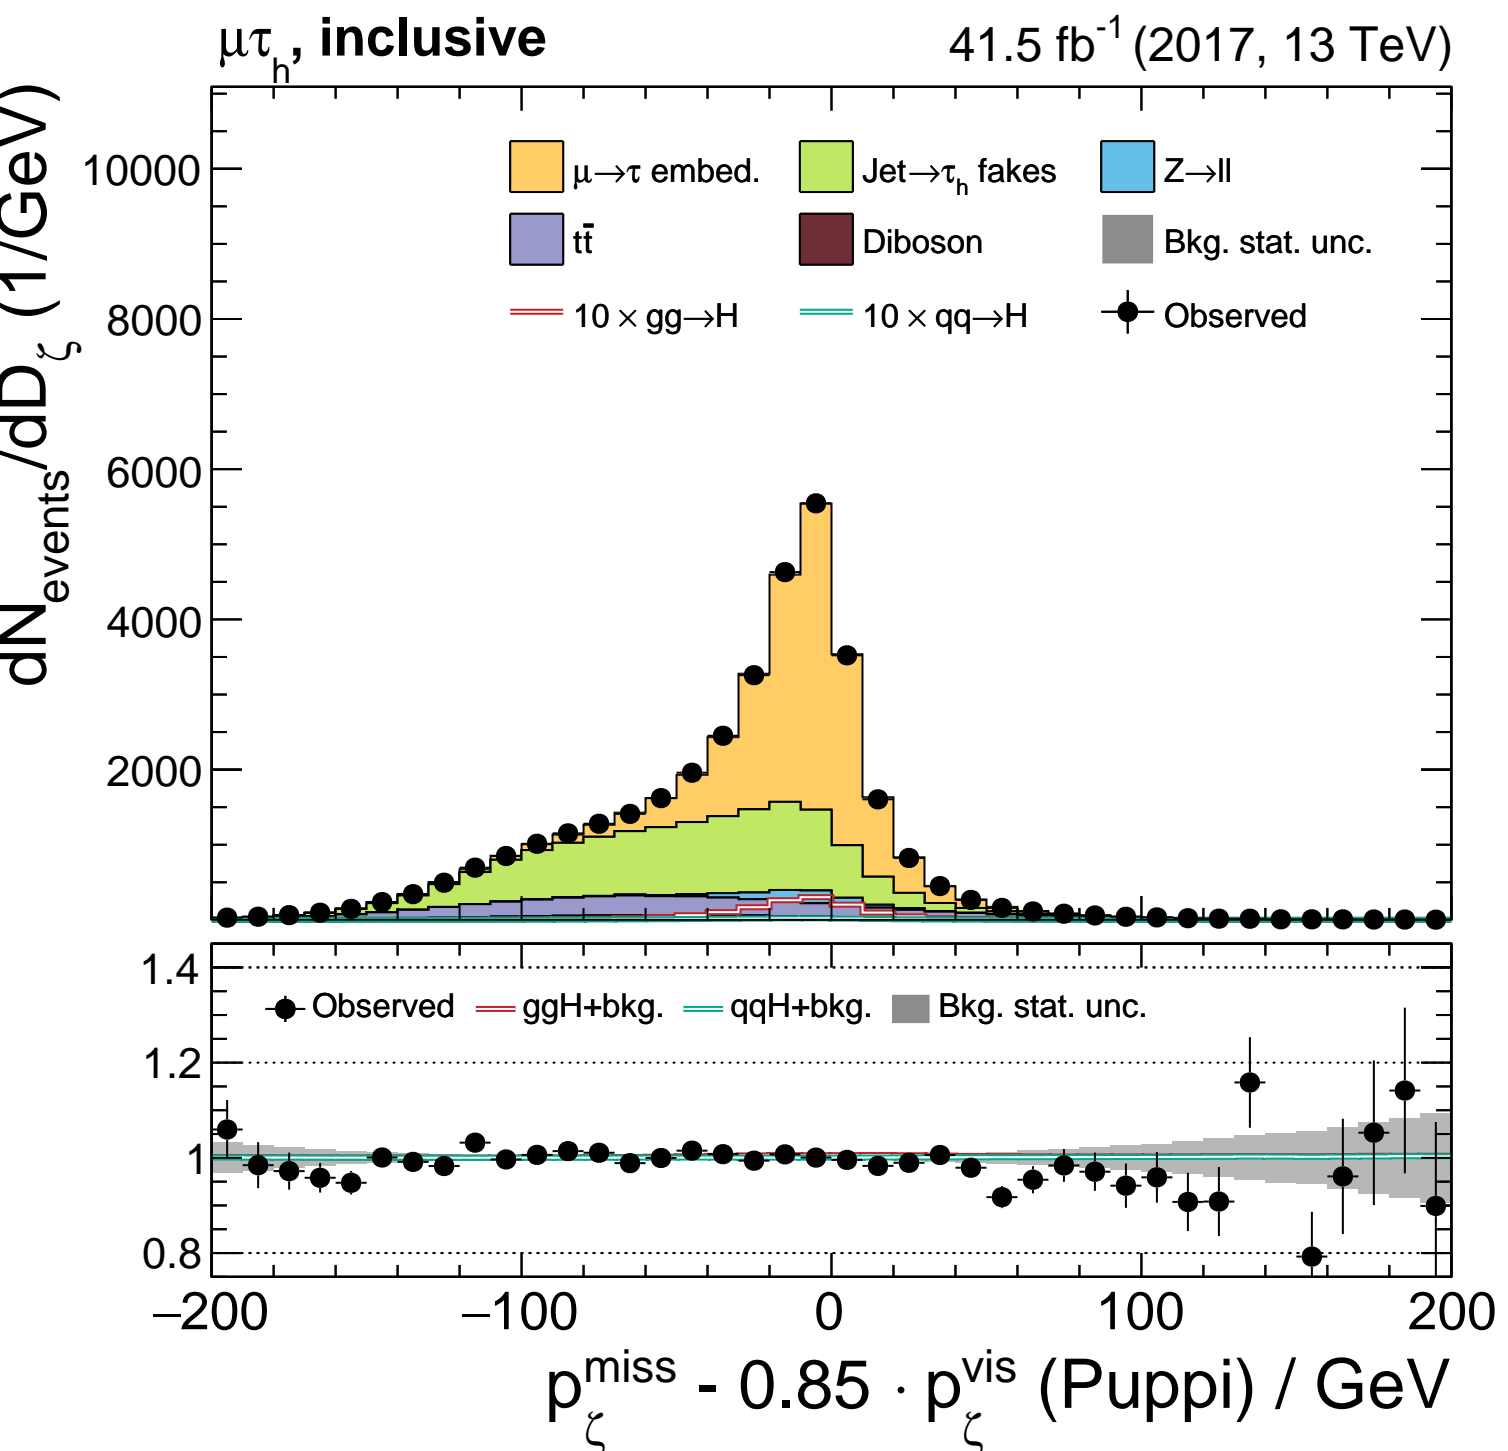 μτh, inclusive 41.5 fb-1 (2017, 13 TeV)
dNevents/dDζ (1/GeV)
10000
8000
6000
4000
2000
μ→τ embed. Jet→τh fakes Z→ll
tt̄ Diboson Bkg. stat. unc.
10 × gg→H 10 × qq→H Observed
1.4
1.2
1
0.8
Observed ggH+bkg. qqH+bkg. Bkg. stat. unc.
−200 −100 0 100 200
pζmiss - 0.85 · pζvis (Puppi) / GeV